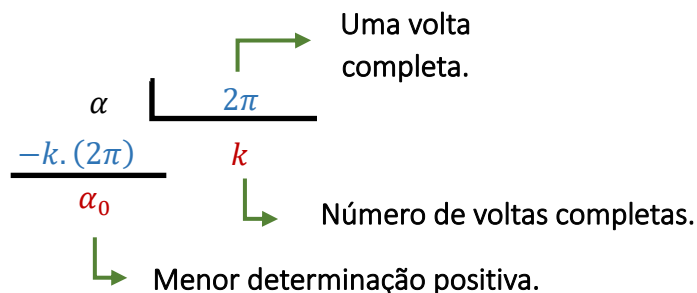 Uma volta
completa.
α 2π
−k. (2π) k
α₀
Número de voltas completas.
Menor determinação positiva.